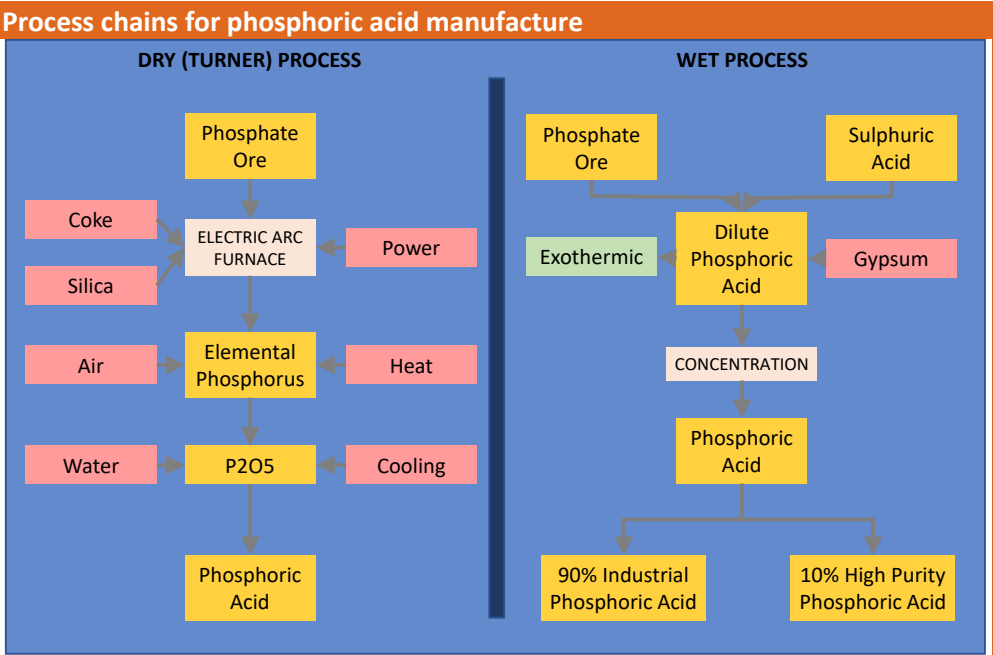 Process chains for phosphoric acid manufacture
DRY (TURNER) PROCESS
Phosphate
Ore
Coke
Silica
ELECTRIC ARC
FURNACE
Power
Air
Elemental
Phosphorus
Heat
Water
P2O5
Cooling
Phosphoric
Acid
WET PROCESS
Phosphate
Ore
Sulphuric
Acid
Exothermic
Dilute
Phosphoric
Acid
Gypsum
CONCENTRATION
Phosphoric
Acid
90% Industrial
Phosphoric Acid
10% High Purity
Phosphoric Acid